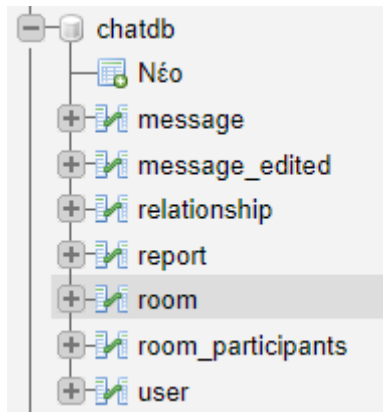 chatdb
Νέο
message
message_edited
relationship
report
room
room_participants
user